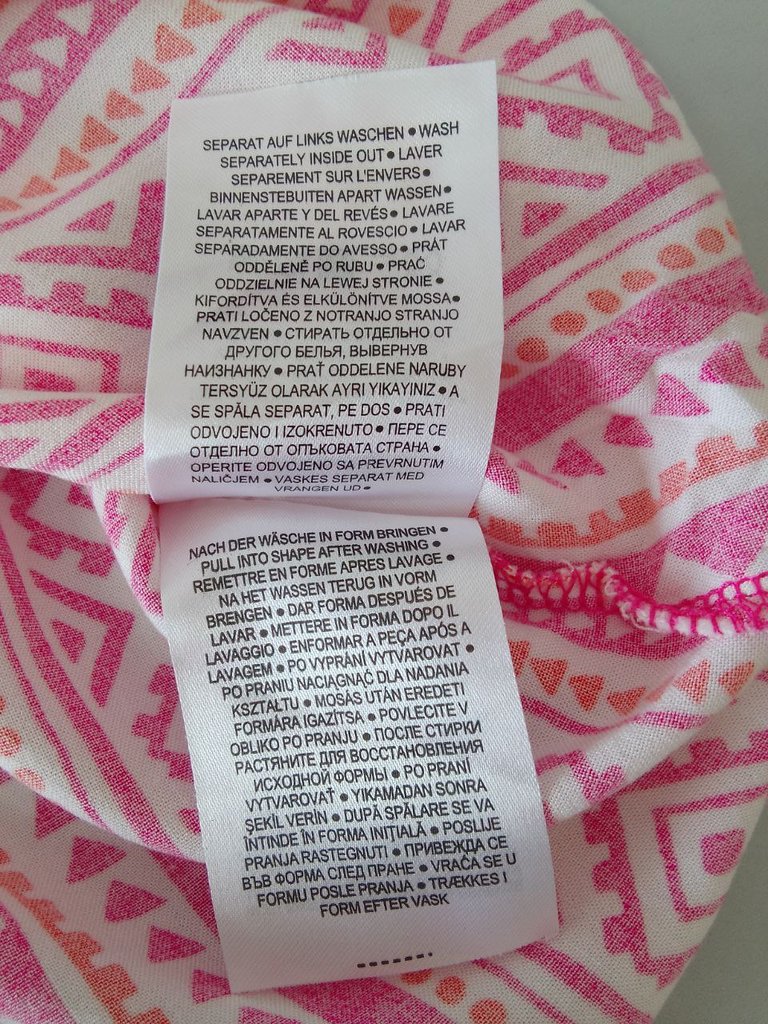 SEPARAT AUF LINKS WASCHEN • WASH
SEPARATELY INSIDE OUT • LAVER
SEPAREMENT SUR L'ENVERS •
BINNENSTEBUITEN APART WASSEN •
LAVAR APARTE Y DEL REVÉS • LAVARE
SEPARATAMENTE AL ROVESCIO • LAVAR
SEPARADAMENTE DO AVESSO • PRÁT
ODDĚLENĚ PO RUBU • PRAĆ
ODDZIELNIE NA LEWEJ STRONIE •
KIFORDÍTVA ÉS ELKÜLÖNÍTVE MOSSA •
PRATI LOČENO Z NOTRANJO STRANJO
NAVZVEN • СТИРАТЬ ОТДЕЛЬНО ОТ
ДРУГОГО БЕЛЬЯ, ВЫВЕРНУВ
НАИЗНАНКУ • PRAŤ ODDELENE NARUBY
TERSYÜZ OLARAK AYRI YIKAYINIZ • A
SE SPĂLA SEPARAT, PE DOS • PRATI
ODVOJENO I IZOKRENUTO • ПЕРЕ СЕ
ОТДЕЛНО ОТ ОПЪКОВАТА СТРАНА •
OPERITE ODVOJENO SA PREVRNUTIM
NALIČJEM • VASKES SEPARAT MED
VRANGEN UD •
NACH DER WÄSCHE IN FORM BRINGEN •
PULL INTO SHAPE AFTER WASHING •
REMETTRE EN FORME APRES LAVAGE •
NA HET WASSEN TERUG IN VORM
BRENGEN • DAR FORMA DESPUÉS DE
LAVAR • METTERE IN FORMA DOPO IL
LAVAGGIO • ENFORMAR A PEÇA APÓS A
LAVAGEM • PO VYPRÁNÍ VYTVAROVAT •
PO PRANIU NACIAGNAĆ DLA NADANIA
KSZTAŁTU • MOSÁS UTÁN EREDETI
FORMÁRA IGAZÍTSA • POVLECITE V
OBLIKO PO PRANJU • ПОСЛЕ СТИРКИ
РАСТЯНИТЕ ДЛЯ ВОССТАНОВЛЕНИЯ
ИСХОДНОЙ ФОРМЫ • PO PRANÍ
VYTVAROVAŤ • YIKAMADAN SONRA
ŞEKİL VERİN • DUPĂ SPĂLARE SE VA
ÎNTINDE ÎN FORMA INIȚIALĂ • POSLIJE
PRANJA RASTEGNUTI • ПРИВЕЖДА СЕ
ВЪВ ФОРМА СЛЕД ПРАНЕ • VRAĆA SE U
FORMU POSLE PRANJA • TRÆKKES I
FORM EFTER VASK